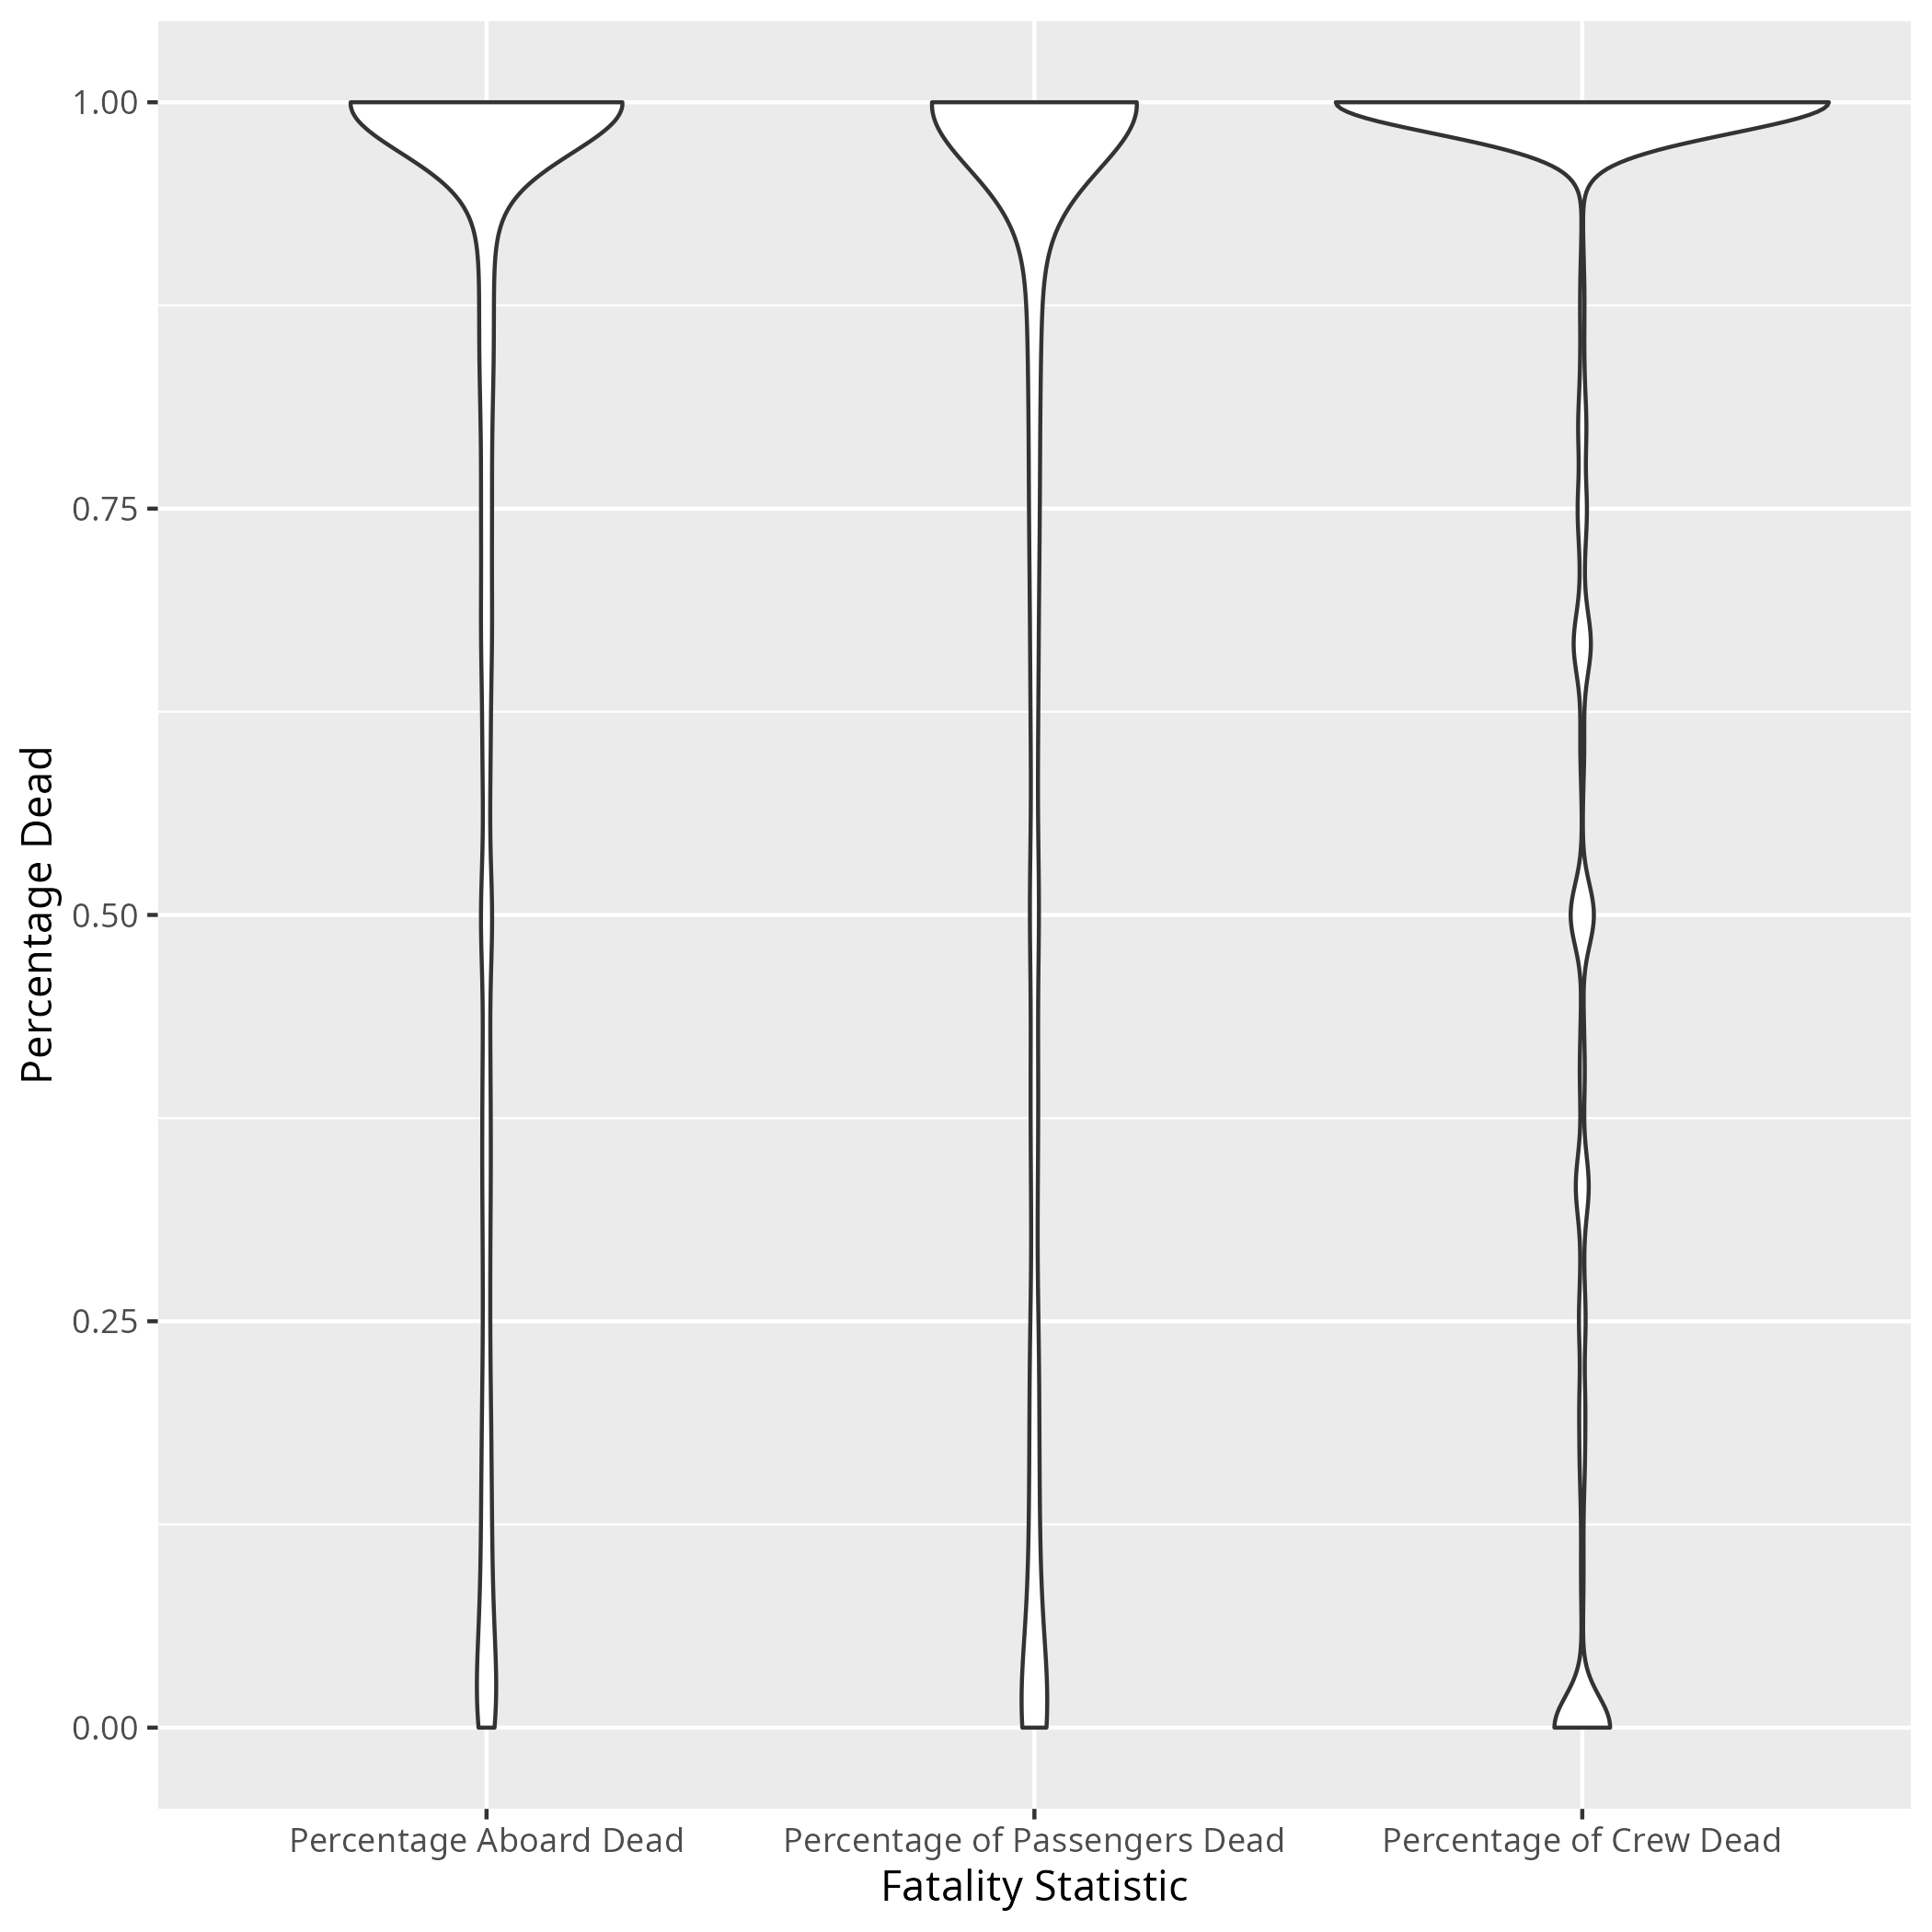 Percentage Dead
1.00
0.75
0.50
0.25
0.00
Percentage Aboard Dead
Percentage of Passengers Dead
Percentage of Crew Dead
Fatality Statistic